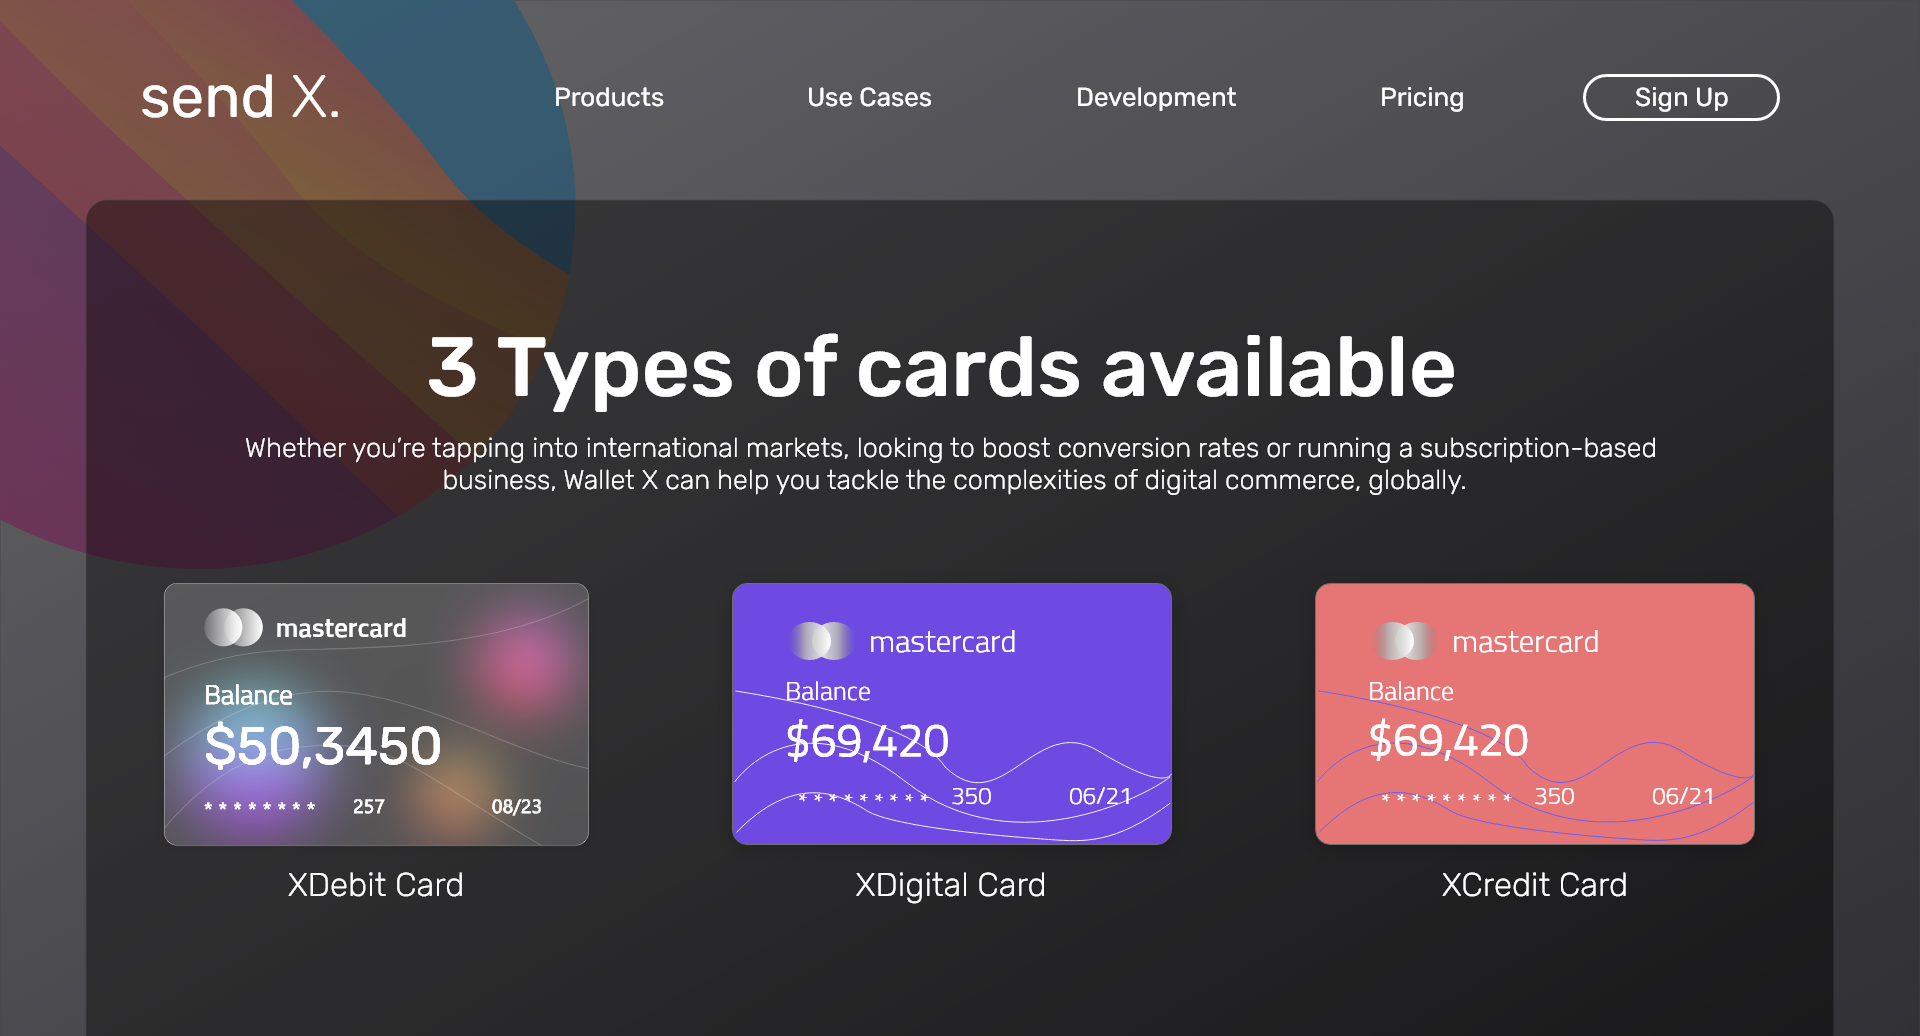 send X.
Products
Use Cases
Development
Pricing
Sign Up
3 Types of cards available
Whether you’re tapping into international markets, looking to boost conversion rates or running a subscription-based
business, Wallet X can help you tackle the complexities of digital commerce, globally.
mastercard
Balance
$50,3450
* * * * * * * * 257 08/23
XDebit Card
mastercard
Balance
$69,420
* * * * * * * * * 350 06/21
XDigital Card
mastercard
Balance
$69,420
* * * * * * * * * 350 06/21
XCredit Card